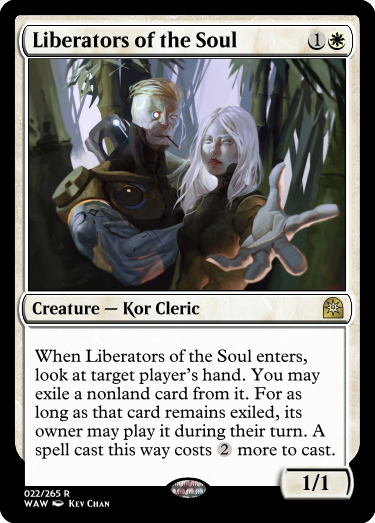 Liberators of the Soul 1
Creature — Kor Cleric
When Liberators of the Soul enters,
look at target player's hand. You may
exile a nonland card from it. For as
long as that card remains exiled, its
owner may play it during their turn. A
spell cast this way costs 2 more to cast.
1/1
022/265 R
WAW Kev Chan